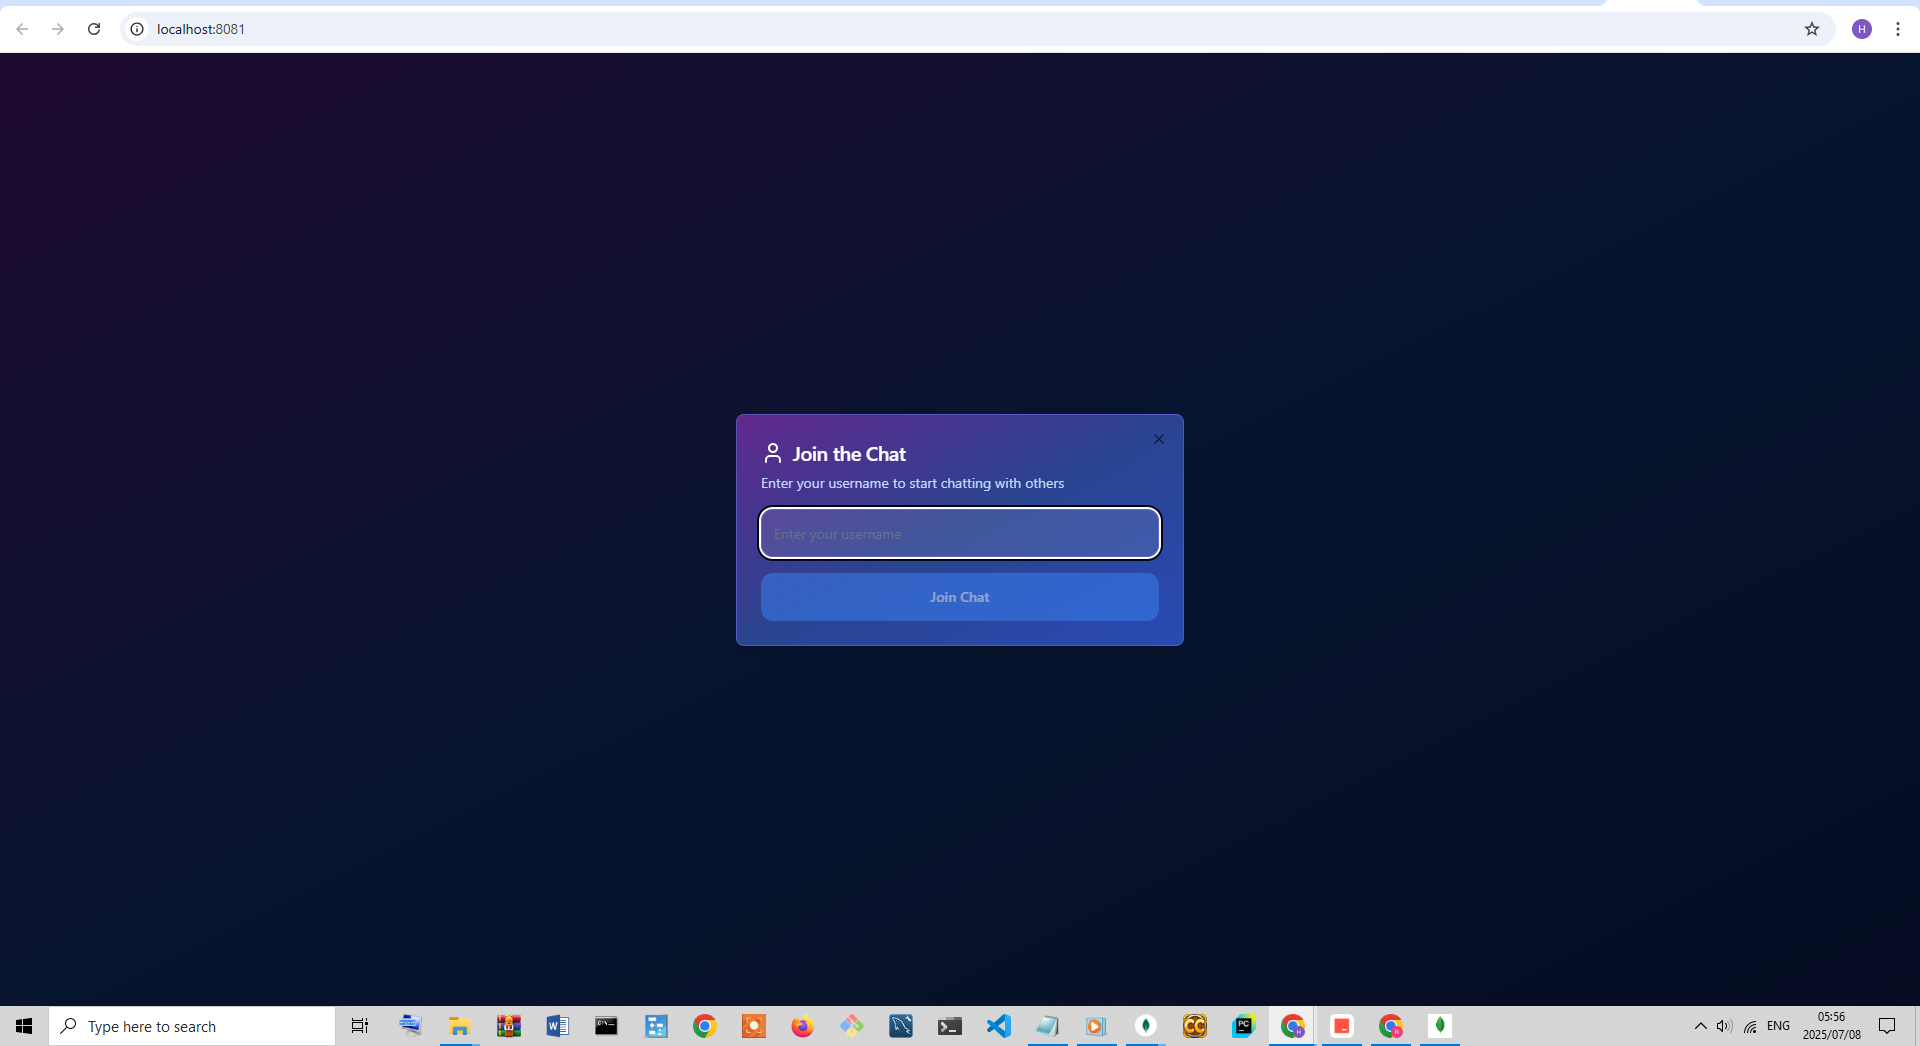 localhost:8081
H
Join the Chat
Enter your username to start chatting with others
Enter your username
Join Chat
Type here to search
ENG
05:56
2025/07/08